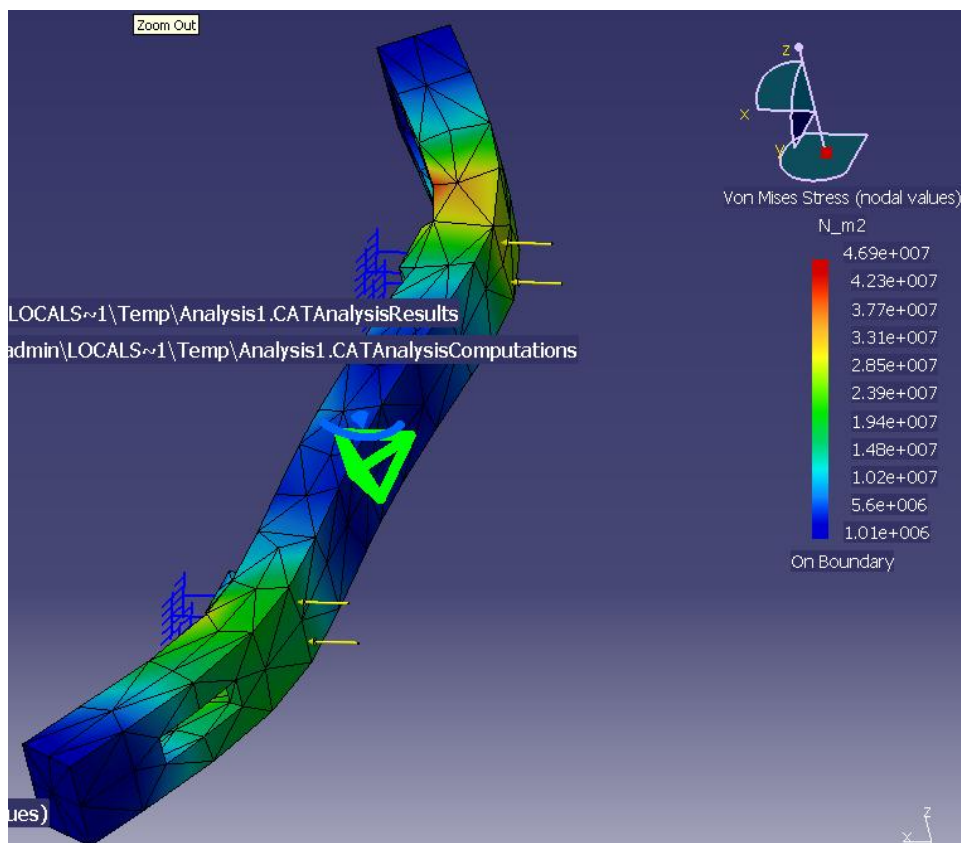 Zoom Out
z
x
y
Von Mises Stress (nodal values)
N_m2
4.69e+007
4.23e+007
3.77e+007
3.31e+007
2.85e+007
2.39e+007
1.94e+007
1.48e+007
1.02e+007
5.6e+006
1.01e+006
On Boundary
LOCALS~1\Temp\Analysis1.CATAnalysisResults
admin\LOCALS~1\Temp\Analysis1.CATAnalysisComputations
ues)
z
x